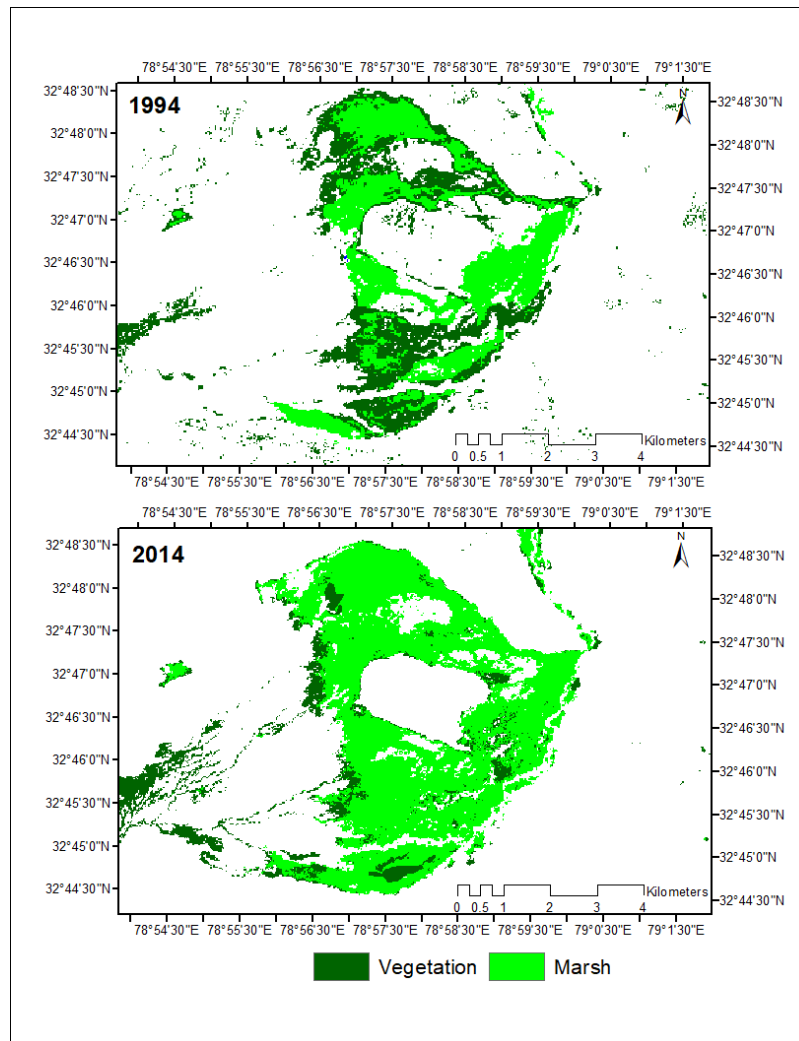 78°54'30"E 78°55'30"E 78°56'30"E 78°57'30"E 78°58'30"E 78°59'30"E 79°0'30"E 79°1'30"E
1994
N
32°48'30"N 32°48'30"N
32°48'0"N 32°48'0"N
32°47'30"N 32°47'30"N
32°47'0"N 32°47'0"N
32°46'30"N 32°46'30"N
32°46'0"N 32°46'0"N
32°45'30"N 32°45'30"N
32°45'0"N 32°45'0"N
32°44'30"N 32°44'30"N
Kilometers
0 0.5 1 2 3 4
78°54'30"E 78°55'30"E 78°56'30"E 78°57'30"E 78°58'30"E 78°59'30"E 79°0'30"E 79°1'30"E
78°54'30"E 78°55'30"E 78°56'30"E 78°57'30"E 78°58'30"E 78°59'30"E 79°0'30"E 79°1'30"E
2014
N
32°48'30"N 32°48'30"N
32°48'0"N 32°48'0"N
32°47'30"N 32°47'30"N
32°47'0"N 32°47'0"N
32°46'30"N 32°46'30"N
32°46'0"N 32°46'0"N
32°45'30"N 32°45'30"N
32°45'0"N 32°45'0"N
32°44'30"N 32°44'30"N
Kilometers
0 0.5 1 2 3 4
78°54'30"E 78°55'30"E 78°56'30"E 78°57'30"E 78°58'30"E 78°59'30"E 79°0'30"E 79°1'30"E
Vegetation Marsh